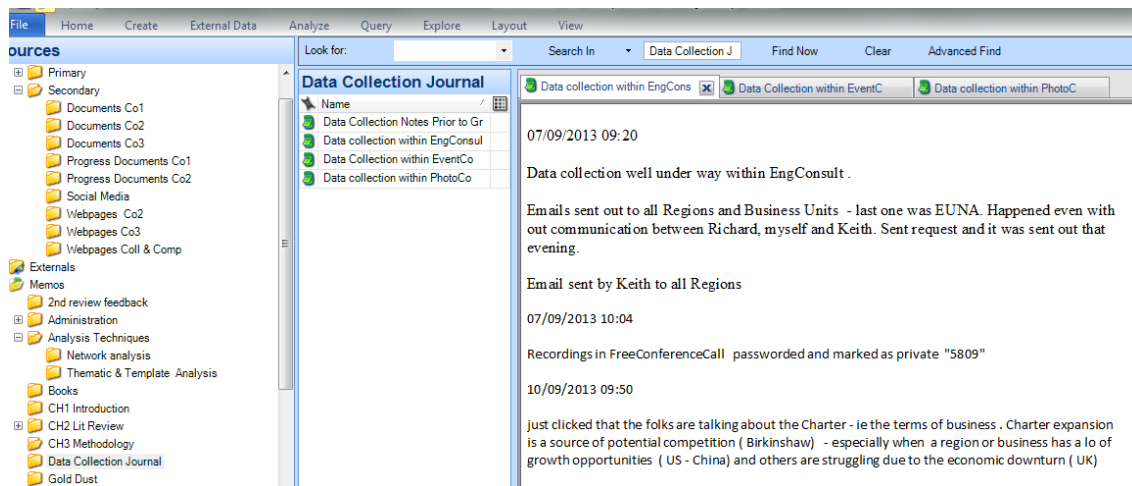 File Home Create External Data Analyze Query Explore Layout View
ources
Look for: Search In Data Collection J Find Now Clear Advanced Find
Primary
Secondary
Documents Co1
Documents Co2
Documents Co3
Progress Documents Co1
Progress Documents Co2
Social Media
Webpages Co2
Webpages Co3
Webpages Coll & Comp
Externals
Memos
2nd review feedback
Administration
Analysis Techniques
Network analysis
Thematic & Template Analysis
Books
CH1 Introduction
CH2 Lit Review
CH3 Methodology
Data Collection Journal
Gold Dust
Data Collection Journal
Name
Data Collection Notes Prior to Gr
Data collection within EngConsul
Data Collection within EventCo
Data collection within PhotoCo
Data collection within EngCons Data Collection within EventC Data collection within PhotoC
07/09/2013 09:20
Data collection well under way within EngConsult .
Emails sent out to all Regions and Business Units - last one was EUNA. Happened even with
out communication between Richard, myself and Keith. Sent request and it was sent out that
evening.
Email sent by Keith to all Regions
07/09/2013 10:04
Recordings in FreeConferenceCall passworded and marked as private "5809"
10/09/2013 09:50
just clicked that the folks are talking about the Charter - ie the terms of business . Charter expansion
is a source of potential competition ( Birkinshaw) - especially when a region or business has a lo of
growth opportunities ( US - China) and others are struggling due to the economic downturn ( UK)